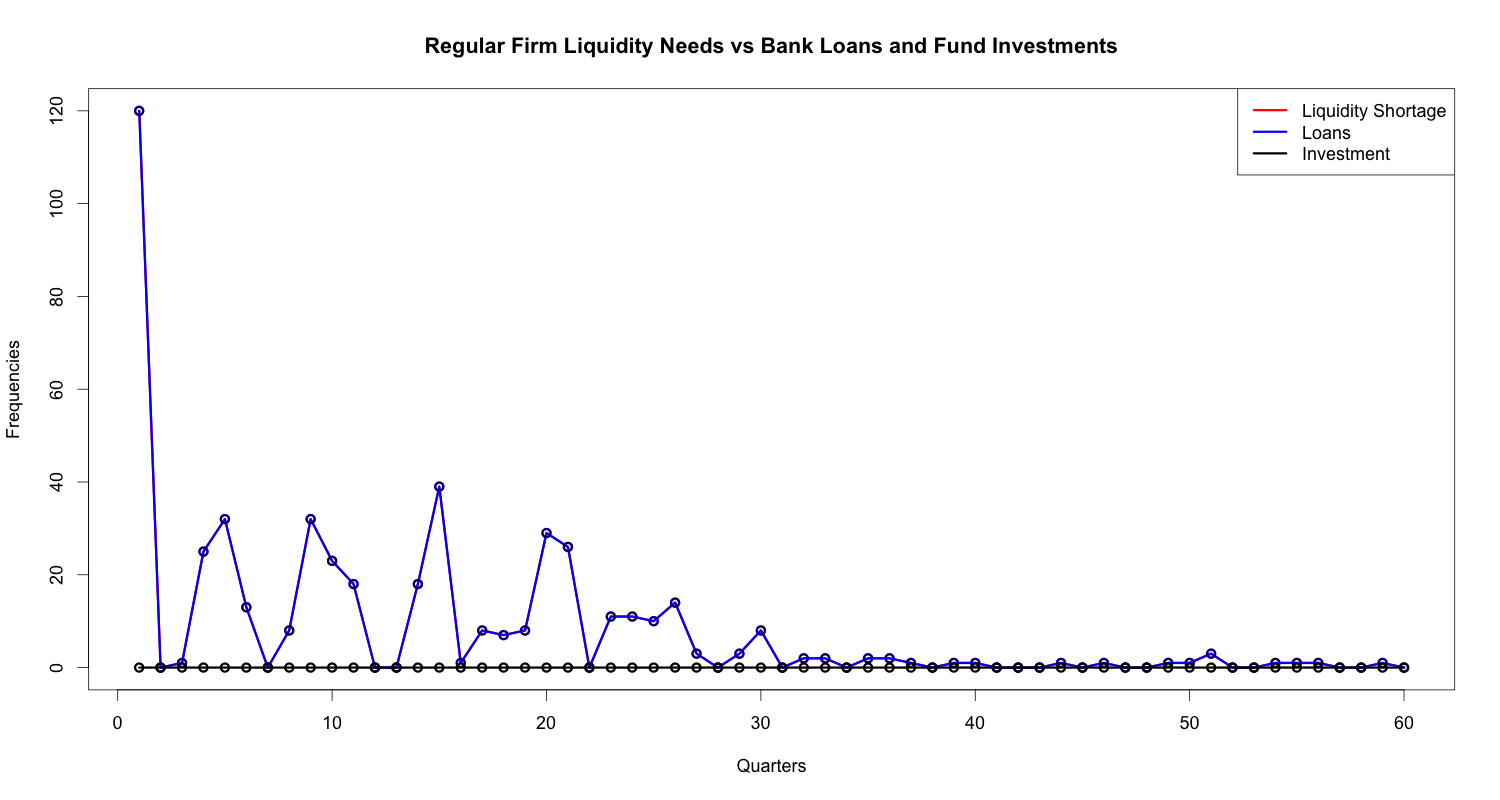 Regular Firm Liquidity Needs vs Bank Loans and Fund Investments
Liquidity Shortage
Loans
Investment
Frequencies
120
100
80
60
40
20
0
0 10 20 30 40 50 60
Quarters